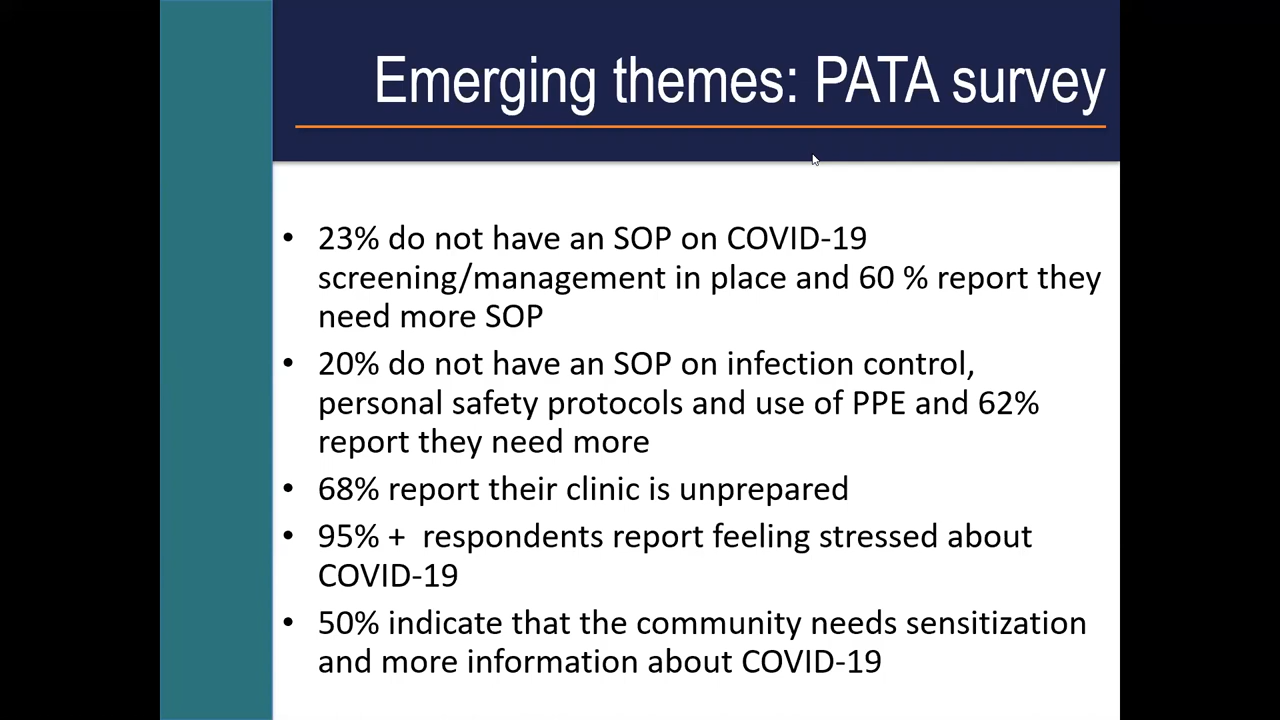 Emerging themes: PATA survey
• 23% do not have an SOP on COVID-19
screening/management in place and 60 % report they
need more SOP
• 20% do not have an SOP on infection control,
personal safety protocols and use of PPE and 62%
report they need more
• 68% report their clinic is unprepared
• 95% + respondents report feeling stressed about
COVID-19
• 50% indicate that the community needs sensitization
and more information about COVID-19